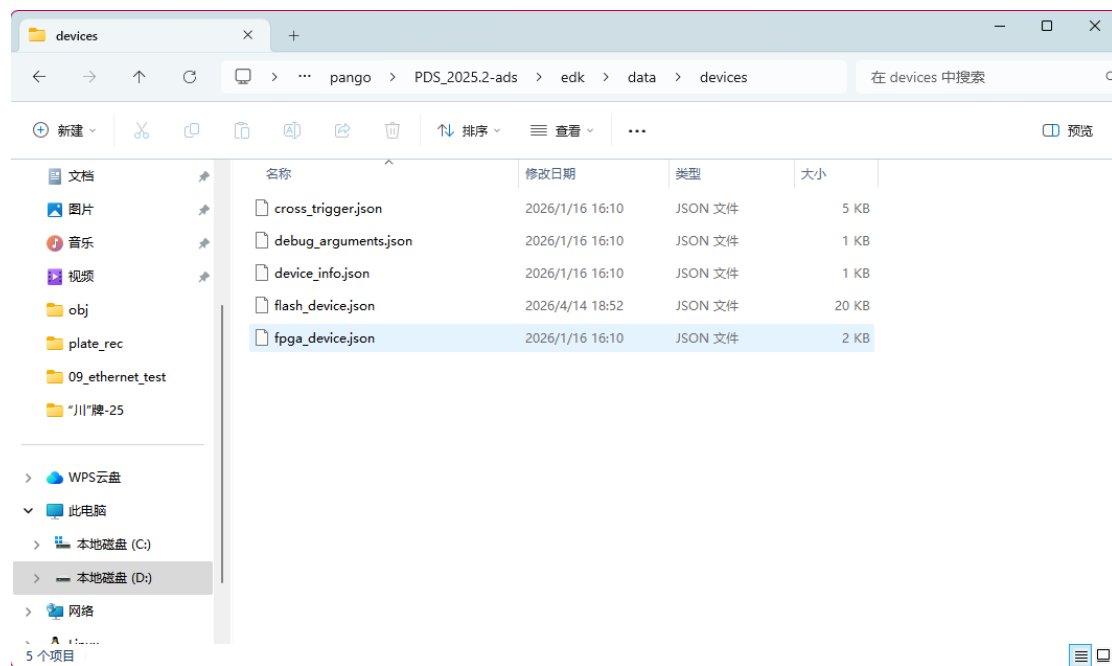 devices
pango PDS_2025.2-ads edk data devices 在 devices 中搜索
新建 排序 查看 预览
名称 修改日期 类型 大小
文档
图片
音乐
视频
obj
plate_rec
09_ethernet_test
“川”牌-25
WPS云盘
此电脑
本地磁盘 (C:)
本地磁盘 (D:)
网络
Linux
cross_trigger.json 2026/1/16 16:10 JSON 文件 5 KB
debug_arguments.json 2026/1/16 16:10 JSON 文件 1 KB
device_info.json 2026/1/16 16:10 JSON 文件 1 KB
flash_device.json 2026/4/14 18:52 JSON 文件 20 KB
fpga_device.json 2026/1/16 16:10 JSON 文件 2 KB
5 个项目